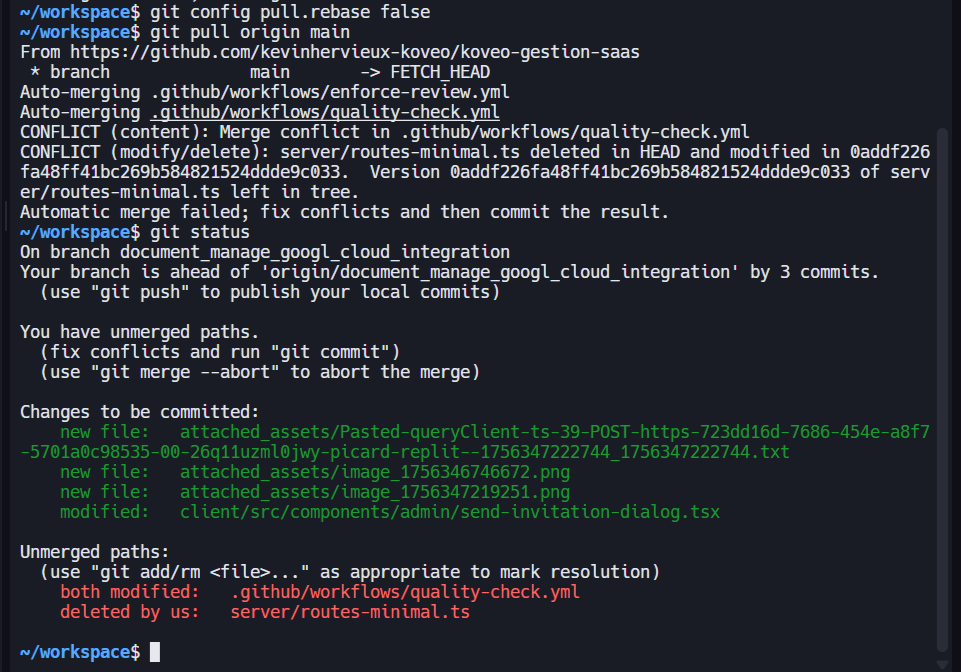 ~/workspace$ git config pull.rebase false
~/workspace$ git pull origin main
From https://github.com/kevinhervieux-koveo/koveo-gestion-saas
 * branch              main       -> FETCH_HEAD
Auto-merging .github/workflows/enforce-review.yml
Auto-merging .github/workflows/quality-check.yml
CONFLICT (content): Merge conflict in .github/workflows/quality-check.yml
CONFLICT (modify/delete): server/routes-minimal.ts deleted in HEAD and modified in 0addf226
fa48ff41bc269b584821524ddde9c033.  Version 0addf226fa48ff41bc269b584821524ddde9c033 of serv
er/routes-minimal.ts left in tree.
Automatic merge failed; fix conflicts and then commit the result.
~/workspace$ git status
On branch document_manage_googl_cloud_integration
Your branch is ahead of 'origin/document_manage_googl_cloud_integration' by 3 commits.
  (use "git push" to publish your local commits)

You have unmerged paths.
  (fix conflicts and run "git commit")
  (use "git merge --abort" to abort the merge)

Changes to be committed:
    new file:   attached_assets/Pasted-queryClient-ts-39-POST-https-723dd16d-7686-454e-a8f7
-5701a0c98535-00-26q11uzml0jwy-picard-replit--1756347222744_1756347222744.txt
    new file:   attached_assets/image_1756346746672.png
    new file:   attached_assets/image_1756347219251.png
    modified:   client/src/components/admin/send-invitation-dialog.tsx

Unmerged paths:
  (use "git add/rm <file>..." as appropriate to mark resolution)
    both modified:   .github/workflows/quality-check.yml
    deleted by us:   server/routes-minimal.ts

~/workspace$